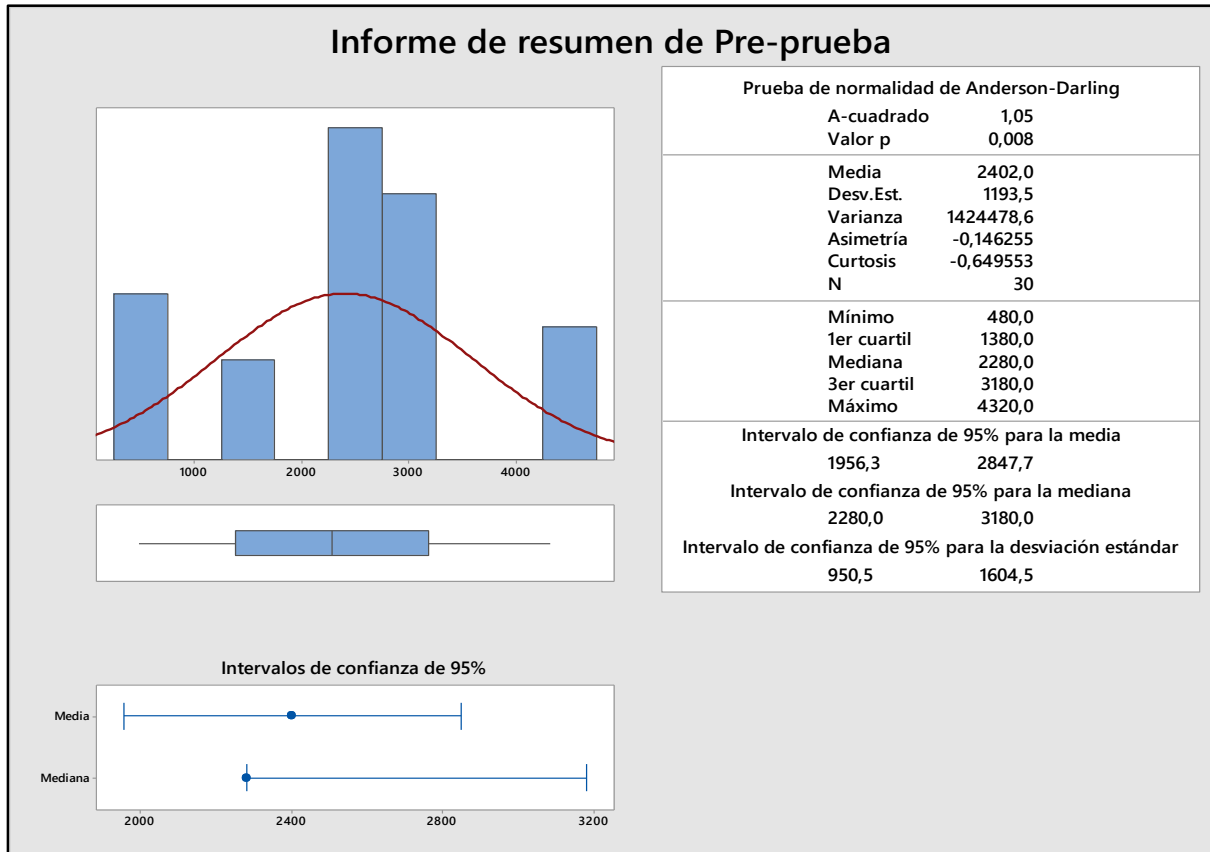 Informe de resumen de Pre-prueba
1000 2000 3000 4000
Intervalos de confianza de 95%
Media
Mediana
2000 2400 2800 3200
Prueba de normalidad de Anderson-Darling
A-cuadrado 1,05
Valor p 0,008
Media 2402,0
Desv.Est. 1193,5
Varianza 1424478,6
Asimetría -0,146255
Curtosis -0,649553
N 30
Mínimo 480,0
1er cuartil 1380,0
Mediana 2280,0
3er cuartil 3180,0
Máximo 4320,0
Intervalo de confianza de 95% para la media
1956,3 2847,7
Intervalo de confianza de 95% para la mediana
2280,0 3180,0
Intervalo de confianza de 95% para la desviación estándar
950,5 1604,5